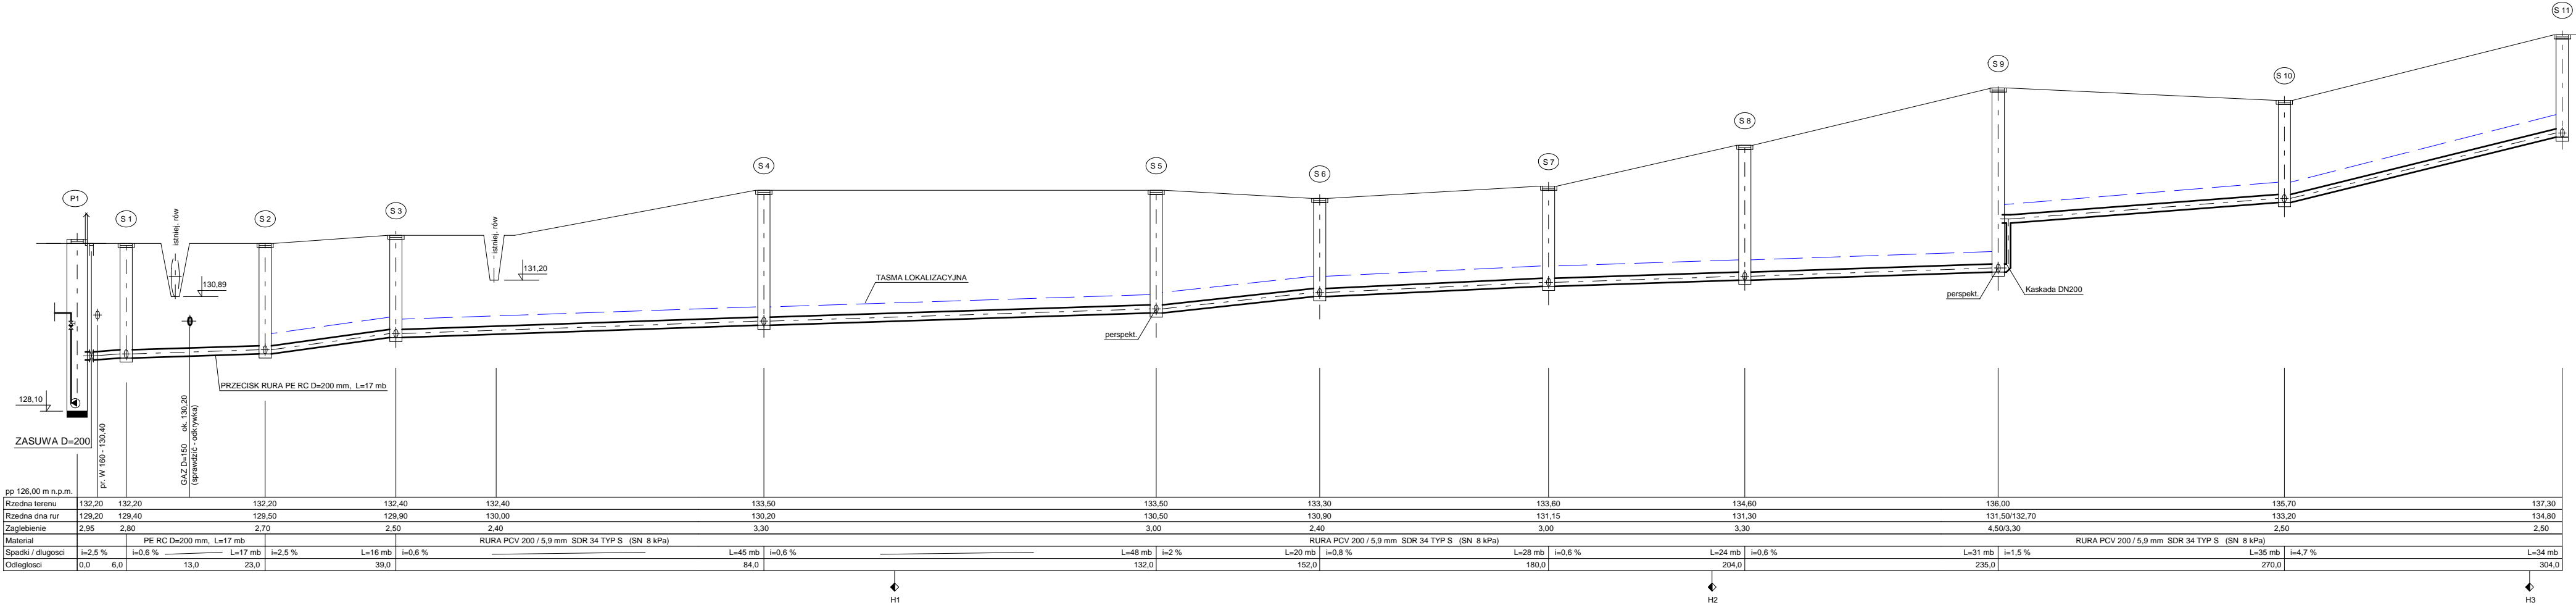 S 11
S 9
S 10
S 8
S 7
S 4
S 5
S 6
P1
S 3
S 1
S 2
istniej. rów
istniej. rów
131,20
TASMA LOKALIZACYJNA
130,89
Kaskada DN200
perspekt.
perspekt.
PRZECISK RURA PE RC D=200 mm, L=17 mb
128,10
ZASUWA D=200
pr. W 160 - 130,40
GAZ D=150 ok. 130,20
(sprawdzić - odkrywka)
pp 126,00 m n.p.m.
Rzedna terenu 132,20 132,20 132,20 132,40 132,40 133,50 133,50 133,30 133,60 134,60 136,00 135,70 137,30
Rzedna dna rur 129,20 129,40 129,50 129,90 130,00 130,20 130,50 130,90 131,15 131,30 131,50/132,70 133,20 134,80
Zaglebienie 2,95 2,80 2,70 2,50 2,40 3,30 3,00 2,40 3,00 3,30 4,50/3,30 2,50 2,50
Material PE RC D=200 mm, L=17 mb RURA PCV 200 / 5,9 mm SDR 34 TYP S (SN 8 kPa) RURA PCV 200 / 5,9 mm SDR 34 TYP S (SN 8 kPa) RURA PCV 200 / 5,9 mm SDR 34 TYP S (SN 8 kPa)
Spadki / dlugosci i=2,5 % i=0,6 % L=17 mb i=2,5 % L=16 mb i=0,6 % L=45 mb i=0,6 % L=48 mb i=2 % L=20 mb i=0,8 % L=28 mb i=0,6 % L=24 mb i=0,6 % L=31 mb i=1,5 % L=35 mb i=4,7 % L=34 mb
Odleglosci 0,0 6,0 13,0 23,0 39,0 84,0 132,0 152,0 180,0 204,0 235,0 270,0 304,0
H1
H2
H3